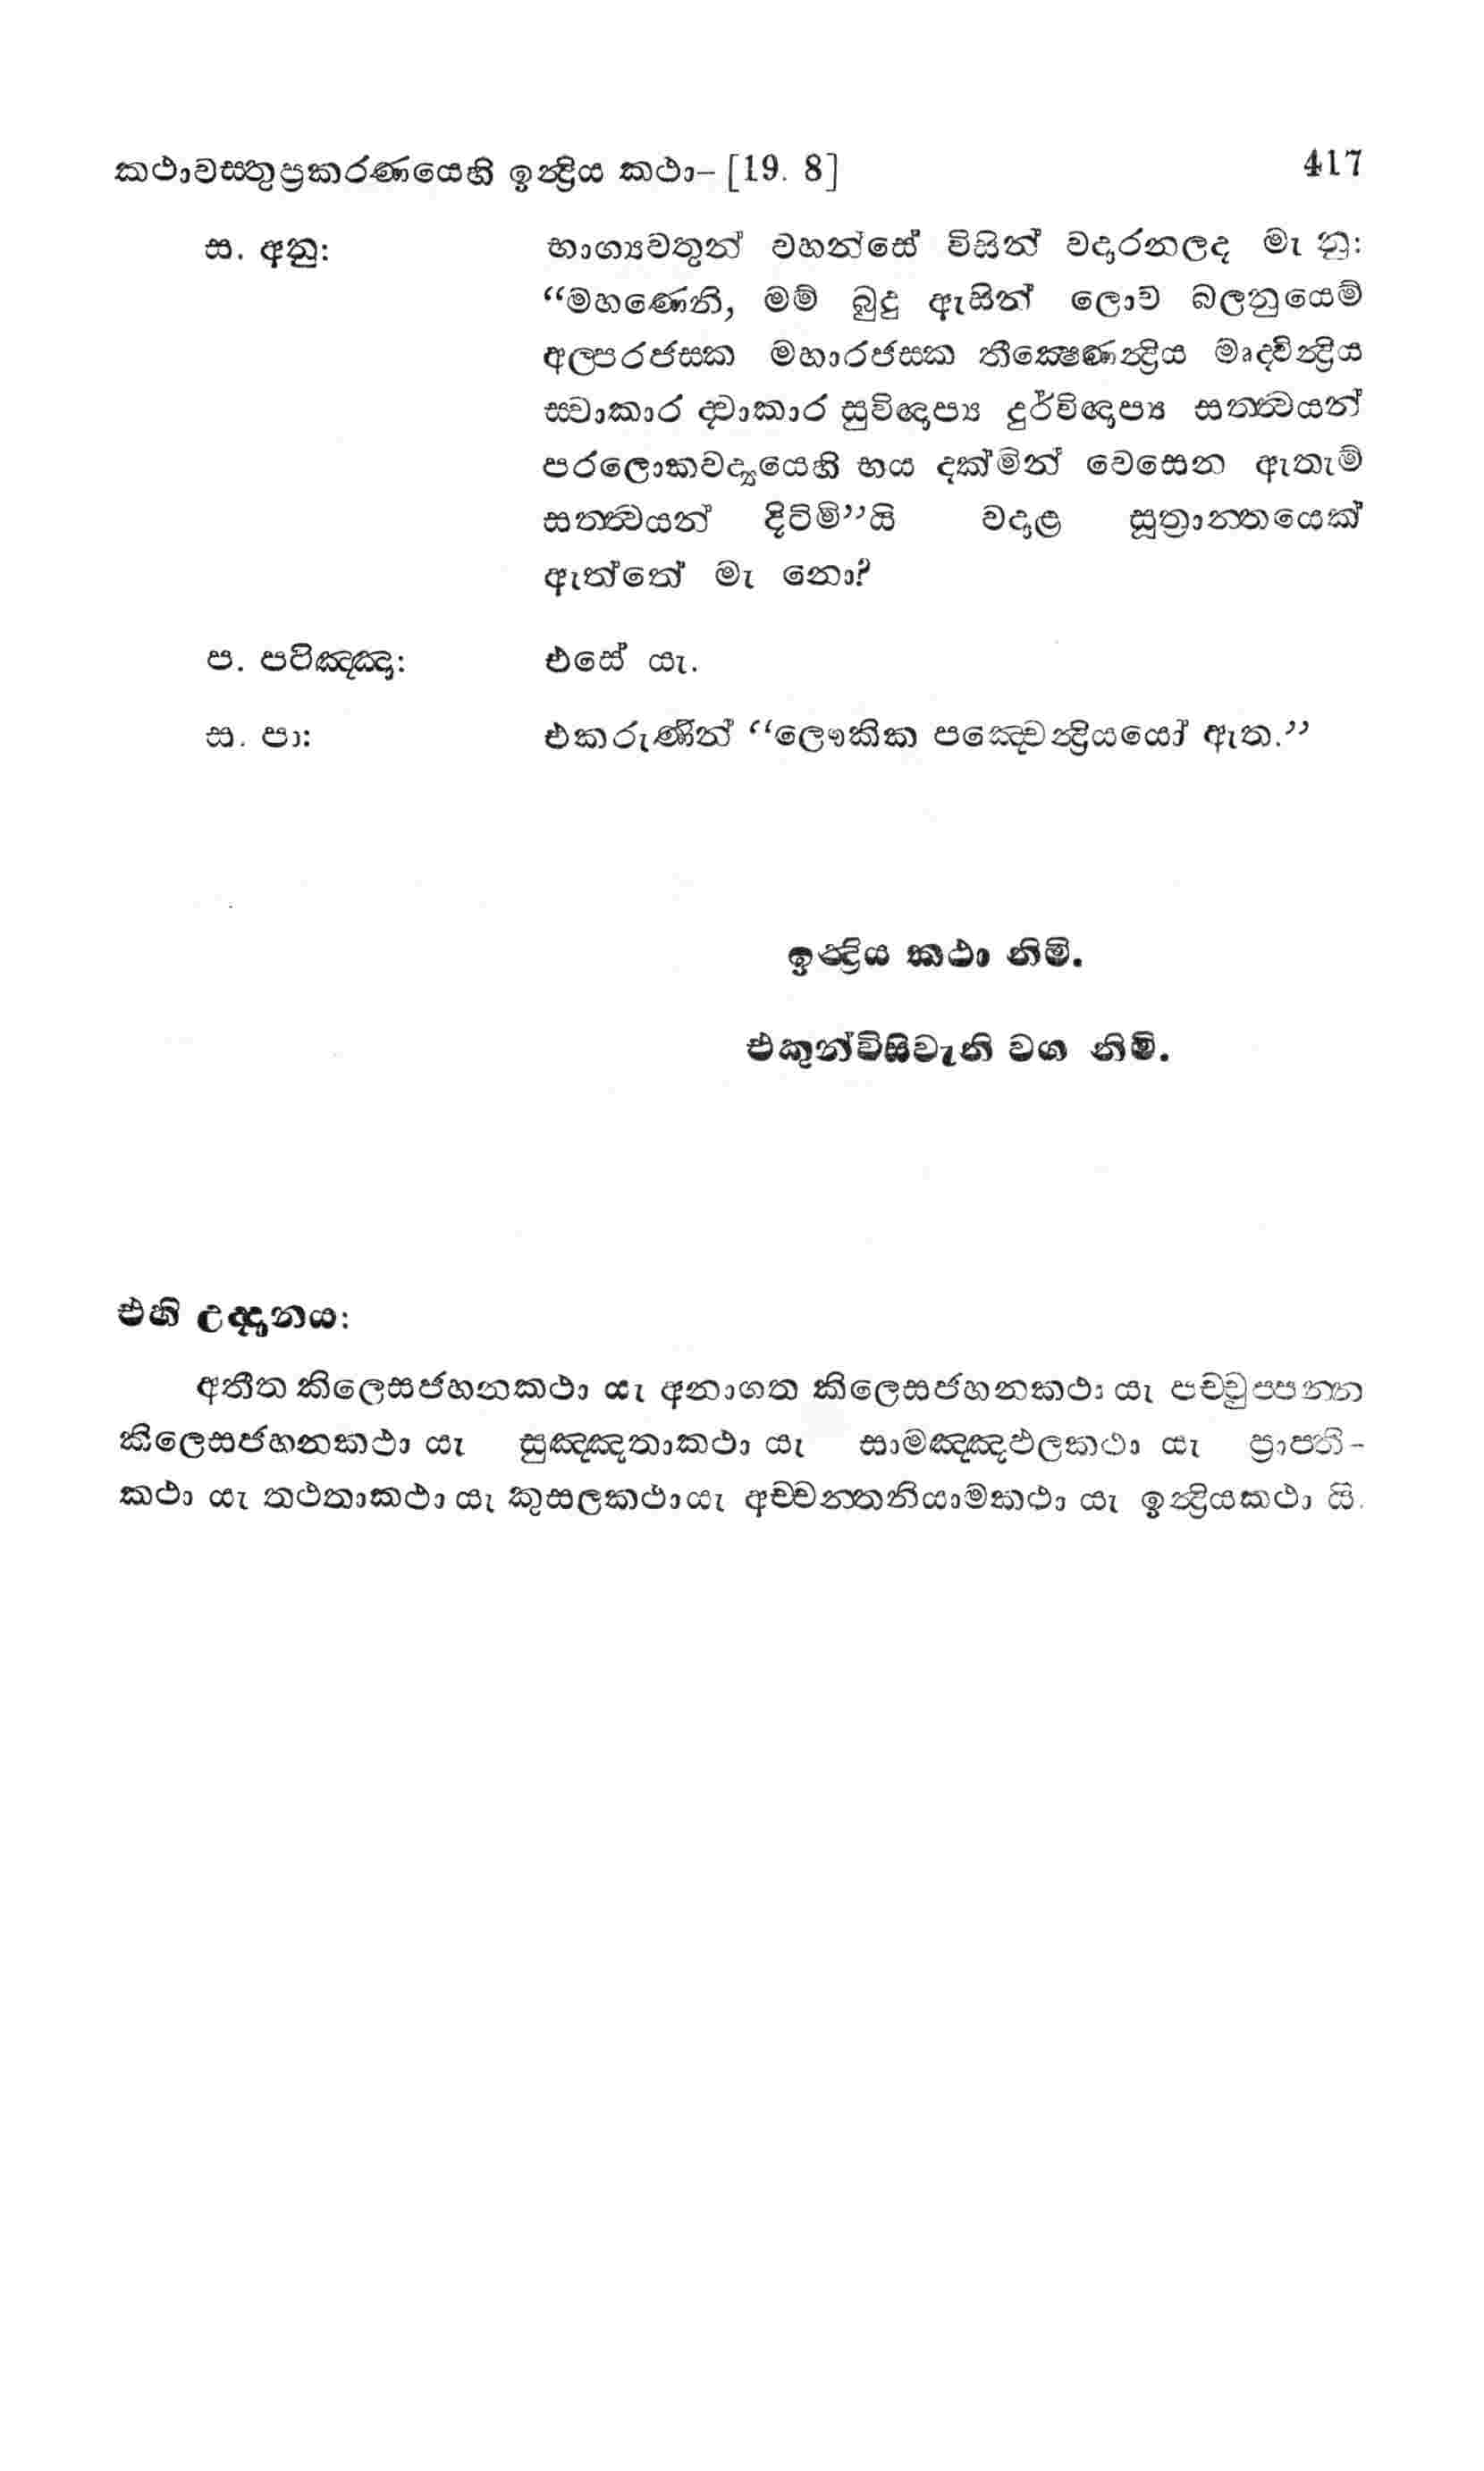 කථාවස්තුප්‍රකරණයෙහි ඉන්ද්‍රිය කථා– [19. 8] 417
ස. අනු: භාග්‍යවතුන් වහන්සේ විසින් වදාරනලද මැ නු:
“මහණෙනි, මම් බුදු ඇසින් ලොව බලනුයෙම්
අල්පරජස්ක මහාරජස්ක තීක්ෂෙණන්ද්‍රිය මෘද්වින්ද්‍රිය
ස්වාකාර ද්වාකාර සුවිඥාප්‍ය දුර්විඥාප්‍ය සත්ත්වයන්
පරලොකවද්‍යයෙහි භය දක්මින් වෙසෙන ඇතැම්
සත්ත්වයන් දිටිමි”යි වදාළ සූත්‍රාන්තයෙක්
ඇත්තේ මැ නො?
ප. පටිඤ්ඤා: එසේ යැ.
ස. පා: එකරුණින් “ලෞකික පඤ්චෙන්ද්‍රියයෝ ඇත.”
ඉන්ද්‍රිය කථා නිමි.
එකුන්විසිවැනි වග නිමි.
එහි උද්දානය:
අතීත කිලෙසජහනකථා යැ අනාගත කිලෙසජහනකථා යැ පච්චුප්පන්න
කිලෙසජහනකථා යැ සුඤ්ඤතාකථා යැ සාමඤ්ඤඵලකථා යැ ප්‍රාප්ති-
කථා යැ තථතාකථා යැ කුසලකථායැ අච්චන්තනියාමකථා යැ ඉන්ද්‍රියකථා යි.